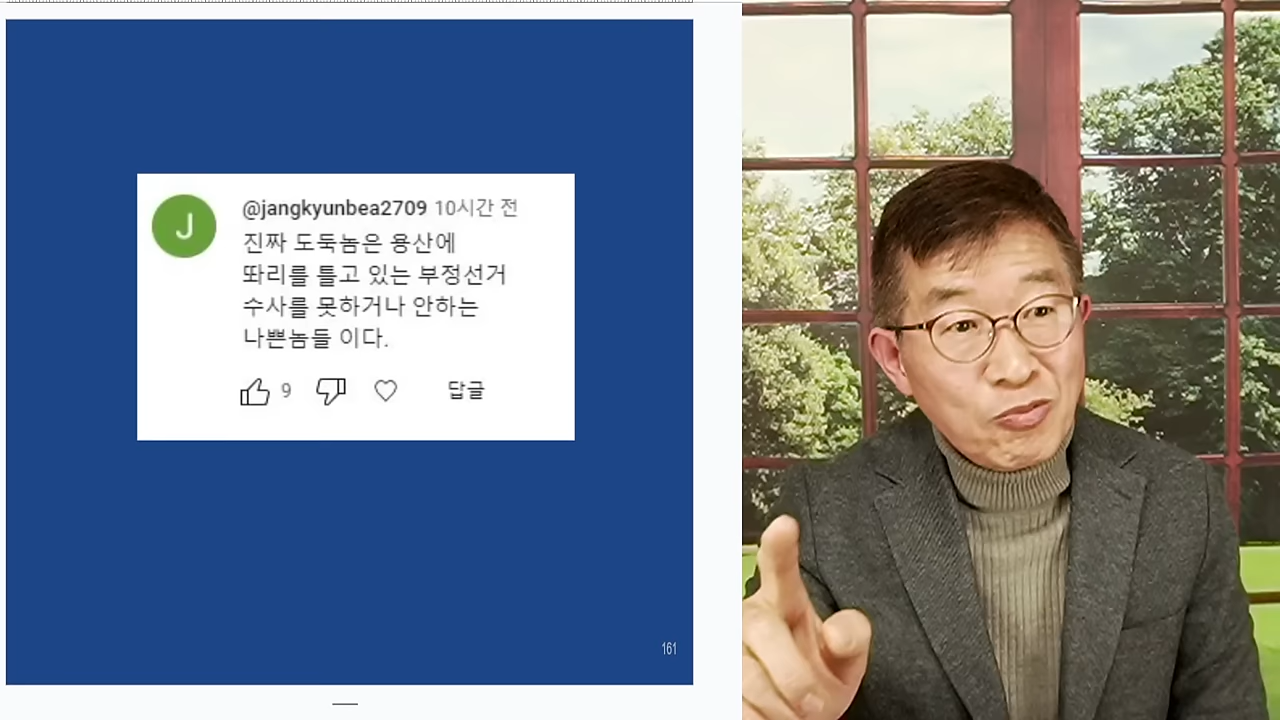 @jangkyunbea2709 10시간 전
J
진짜 도둑놈은 용산에
똬리를 틀고 있는 부정선거
수사를 못하거나 안하는
나쁜놈들 이다.
9
답글
161